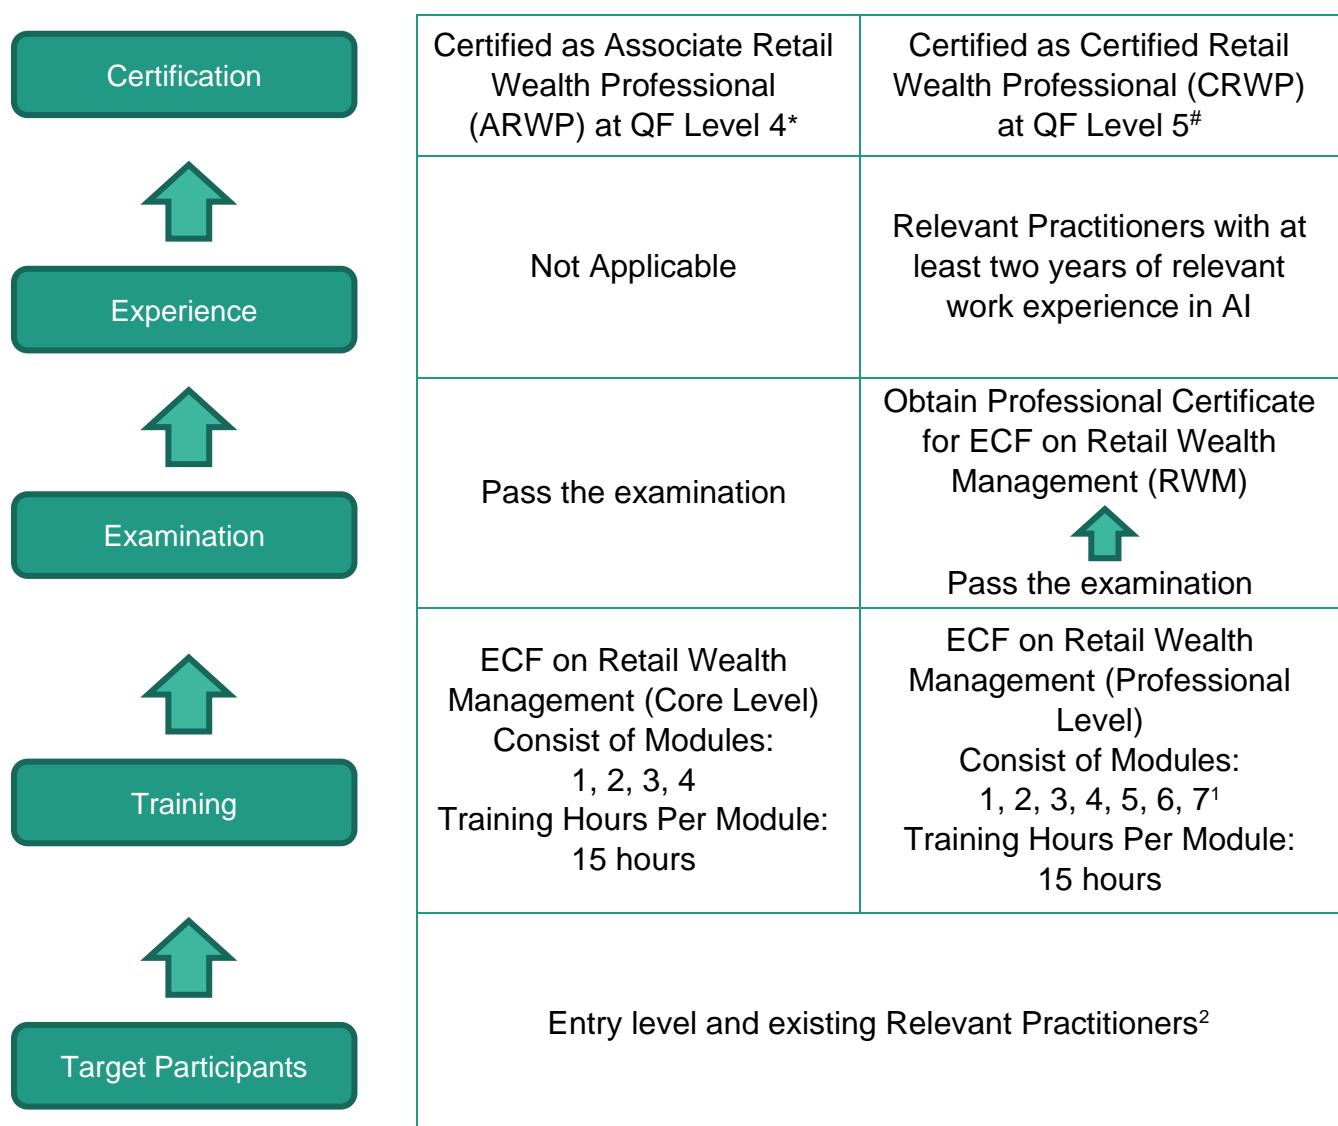 Certification
Certified as Associate Retail
Wealth Professional
(ARWP) at QF Level 4*
Certified as Certified Retail
Wealth Professional (CRWP)
at QF Level 5#
Experience
Not Applicable
Relevant Practitioners with at
least two years of relevant
work experience in AI
Examination
Pass the examination
Obtain Professional Certificate
for ECF on Retail Wealth
Management (RWM)
Pass the examination
Training
ECF on Retail Wealth
Management (Core Level)
Consist of Modules:
1, 2, 3, 4
Training Hours Per Module:
15 hours
ECF on Retail Wealth
Management (Professional
Level)
Consist of Modules:
1, 2, 3, 4, 5, 6, 7¹
Training Hours Per Module:
15 hours
Target Participants
Entry level and existing Relevant Practitioners²